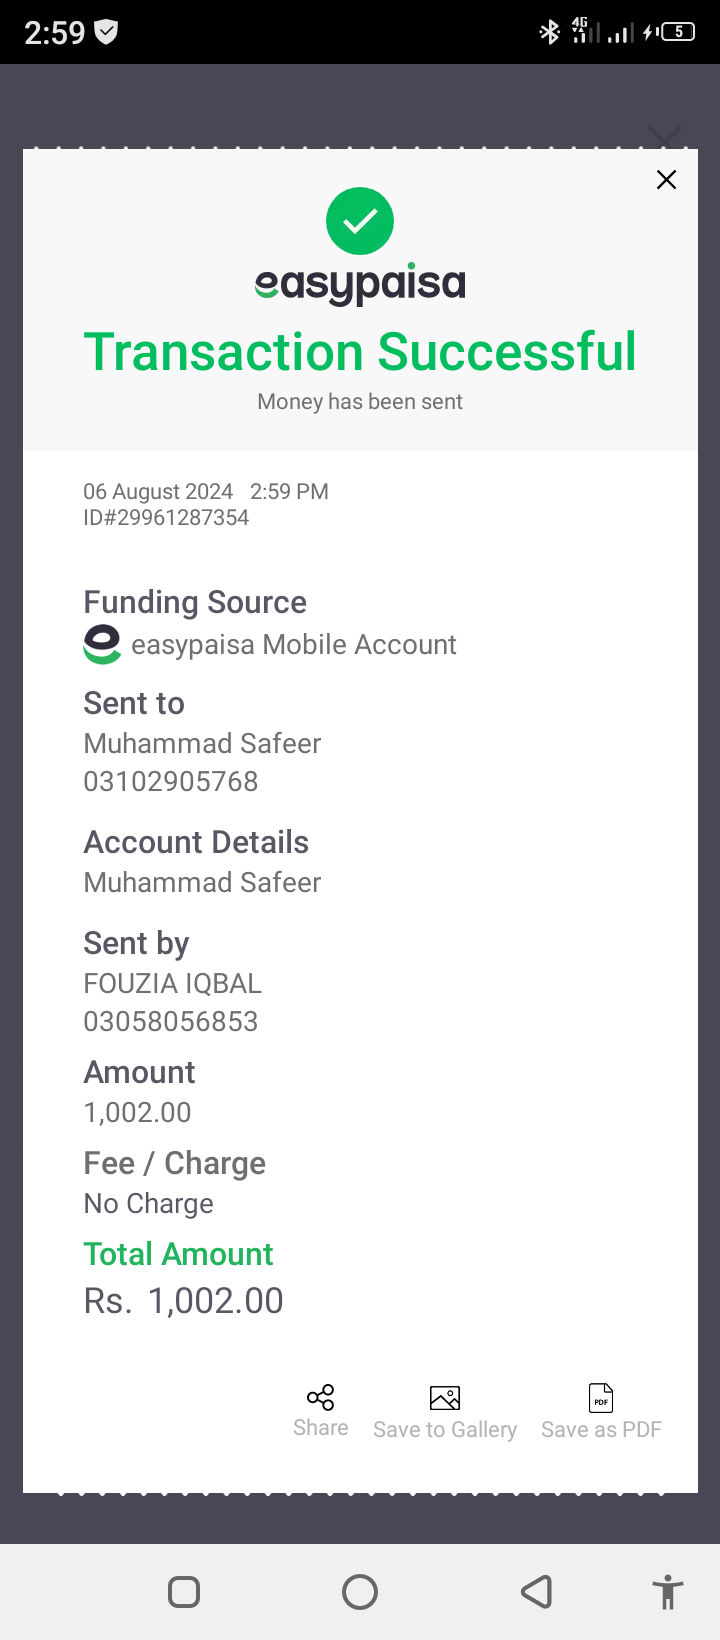 2:59
4G
5
easypaisa
Transaction Successful
Money has been sent
06 August 2024 2:59 PM
ID#29961287354
Funding Source
easypaisa Mobile Account
Sent to
Muhammad Safeer
03102905768
Account Details
Muhammad Safeer
Sent by
FOUZIA IQBAL
03058056853
Amount
1,002.00
Fee / Charge
No Charge
Total Amount
Rs. 1,002.00
PDF
Share Save to Gallery Save as PDF